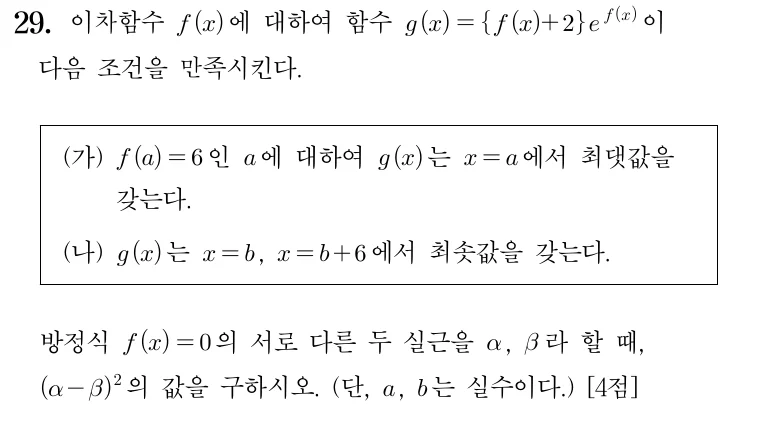 29. 이차함수 f(x)에 대하여 함수 g(x)={f(x)+2}e^{f(x)}이
다음 조건을 만족시킨다.
(가) f(a)=6인 a에 대하여 g(x)는 x=a에서 최댓값을
갖는다.
(나) g(x)는 x=b, x=b+6에서 최솟값을 갖는다.
방정식 f(x)=0의 서로 다른 두 실근을 α, β라 할 때,
(α-β)²의 값을 구하시오. (단, a, b는 실수이다.) [4점]